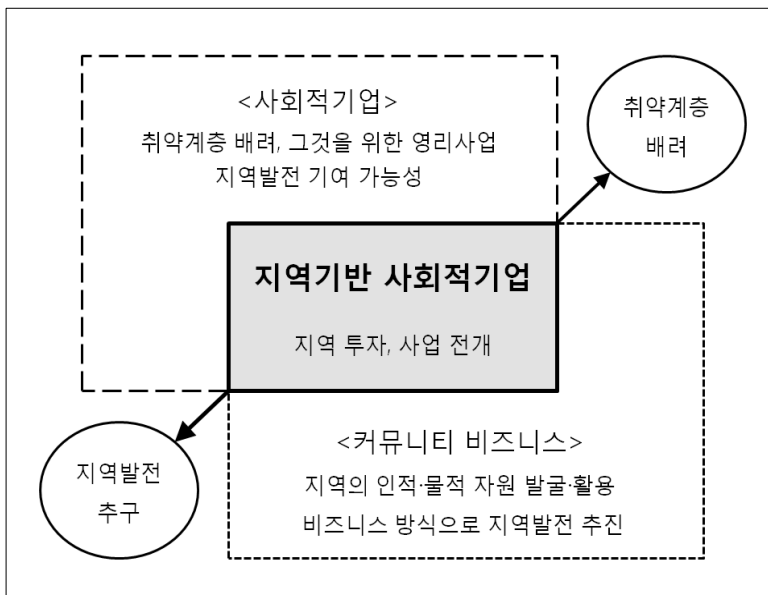 <사회적기업>
취약계층 배려, 그것을 위한 영리사업
지역발전 기여 가능성
취약계층
배려
지역기반 사회적기업
지역 투자, 사업 전개
지역발전
추구
<커뮤니티 비즈니스>
지역의 인적·물적 자원 발굴·활용
비즈니스 방식으로 지역발전 추진